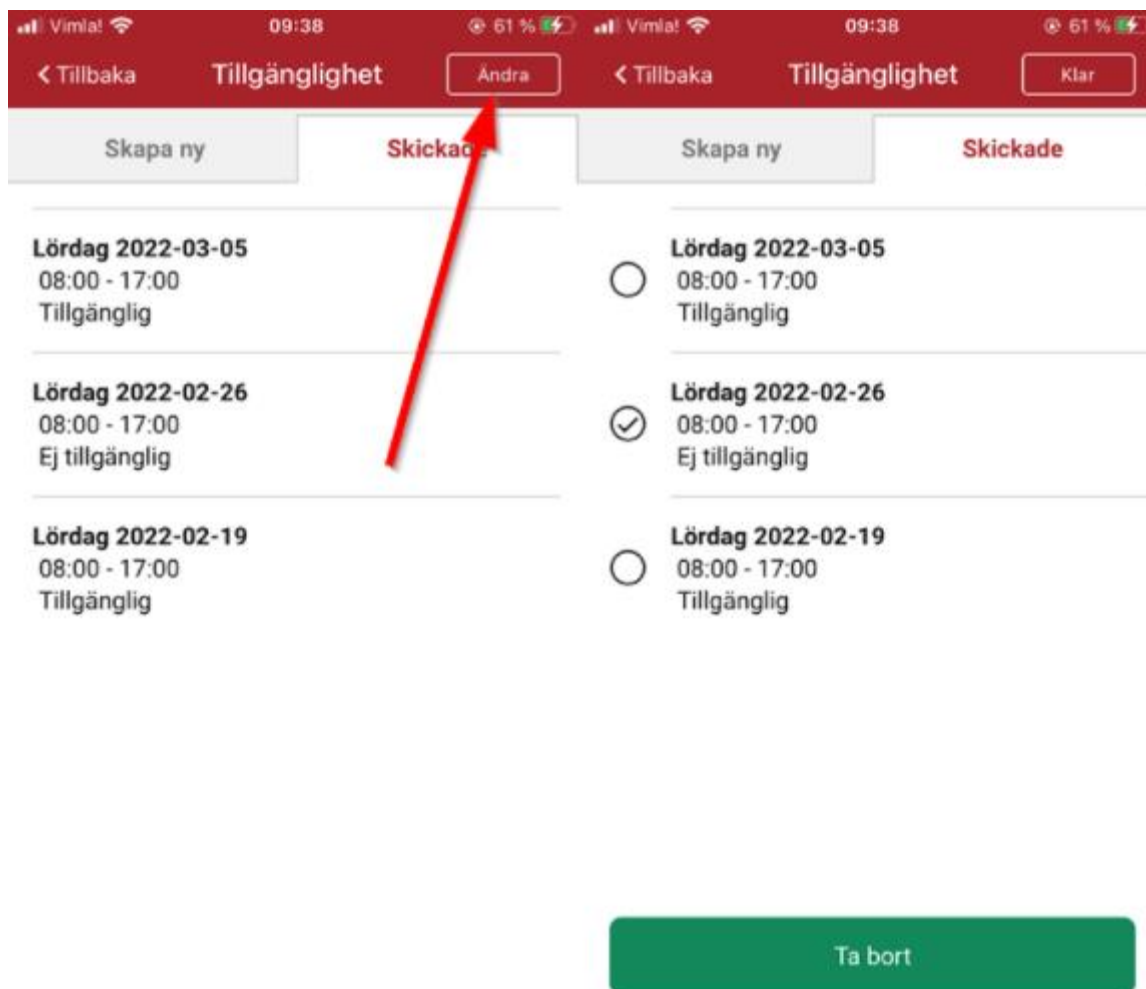 Vimla! 09:38 61 %
Tillbaka Tillgänglighet Ändra
Skapa ny Skickade
Lördag 2022-03-05
08:00 - 17:00
Tillgänglig
Lördag 2022-02-26
08:00 - 17:00
Ej tillgänglig
Lördag 2022-02-19
08:00 - 17:00
Tillgänglig
Vimla! 09:38 61 %
Tillbaka Tillgänglighet Klar
Skapa ny Skickade
Lördag 2022-03-05
08:00 - 17:00
Tillgänglig
Lördag 2022-02-26
08:00 - 17:00
Ej tillgänglig
Lördag 2022-02-19
08:00 - 17:00
Tillgänglig
Ta bort